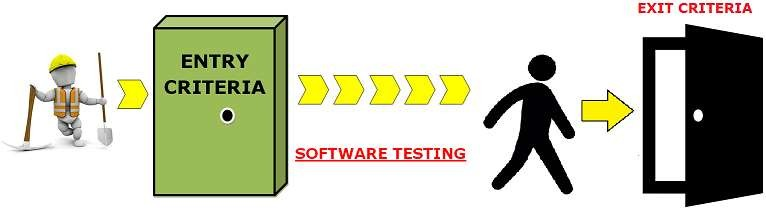 EXIT CRITERIA
ENTRY
CRITERIA
SOFTWARE TESTING